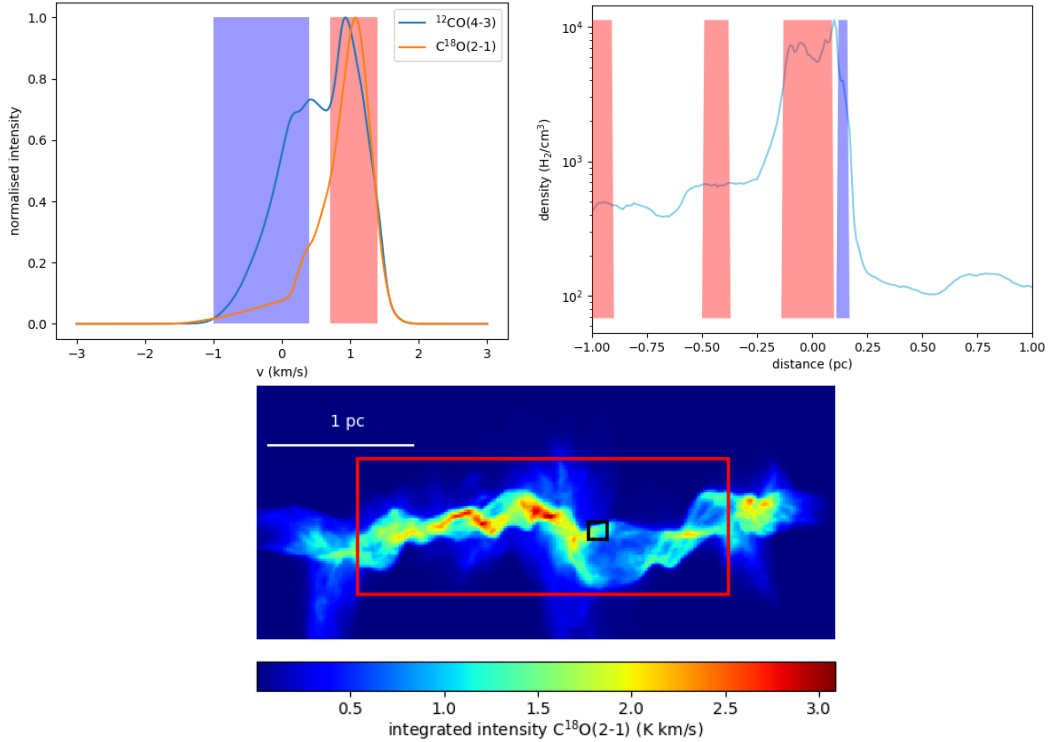 1.0
0.8
0.6
0.4
0.2
0.0
normalised intensity
¹²CO(4-3)
C¹⁸O(2-1)
−3 −2 −1 0 1 2 3
v (km/s)
10⁴
10³
10²
density (H₂/cm³)
−1.00 −0.75 −0.50 −0.25 0.00 0.25 0.50 0.75 1.00
distance (pc)
1 pc
0.5 1.0 1.5 2.0 2.5 3.0
integrated intensity C¹⁸O(2-1) (K km/s)